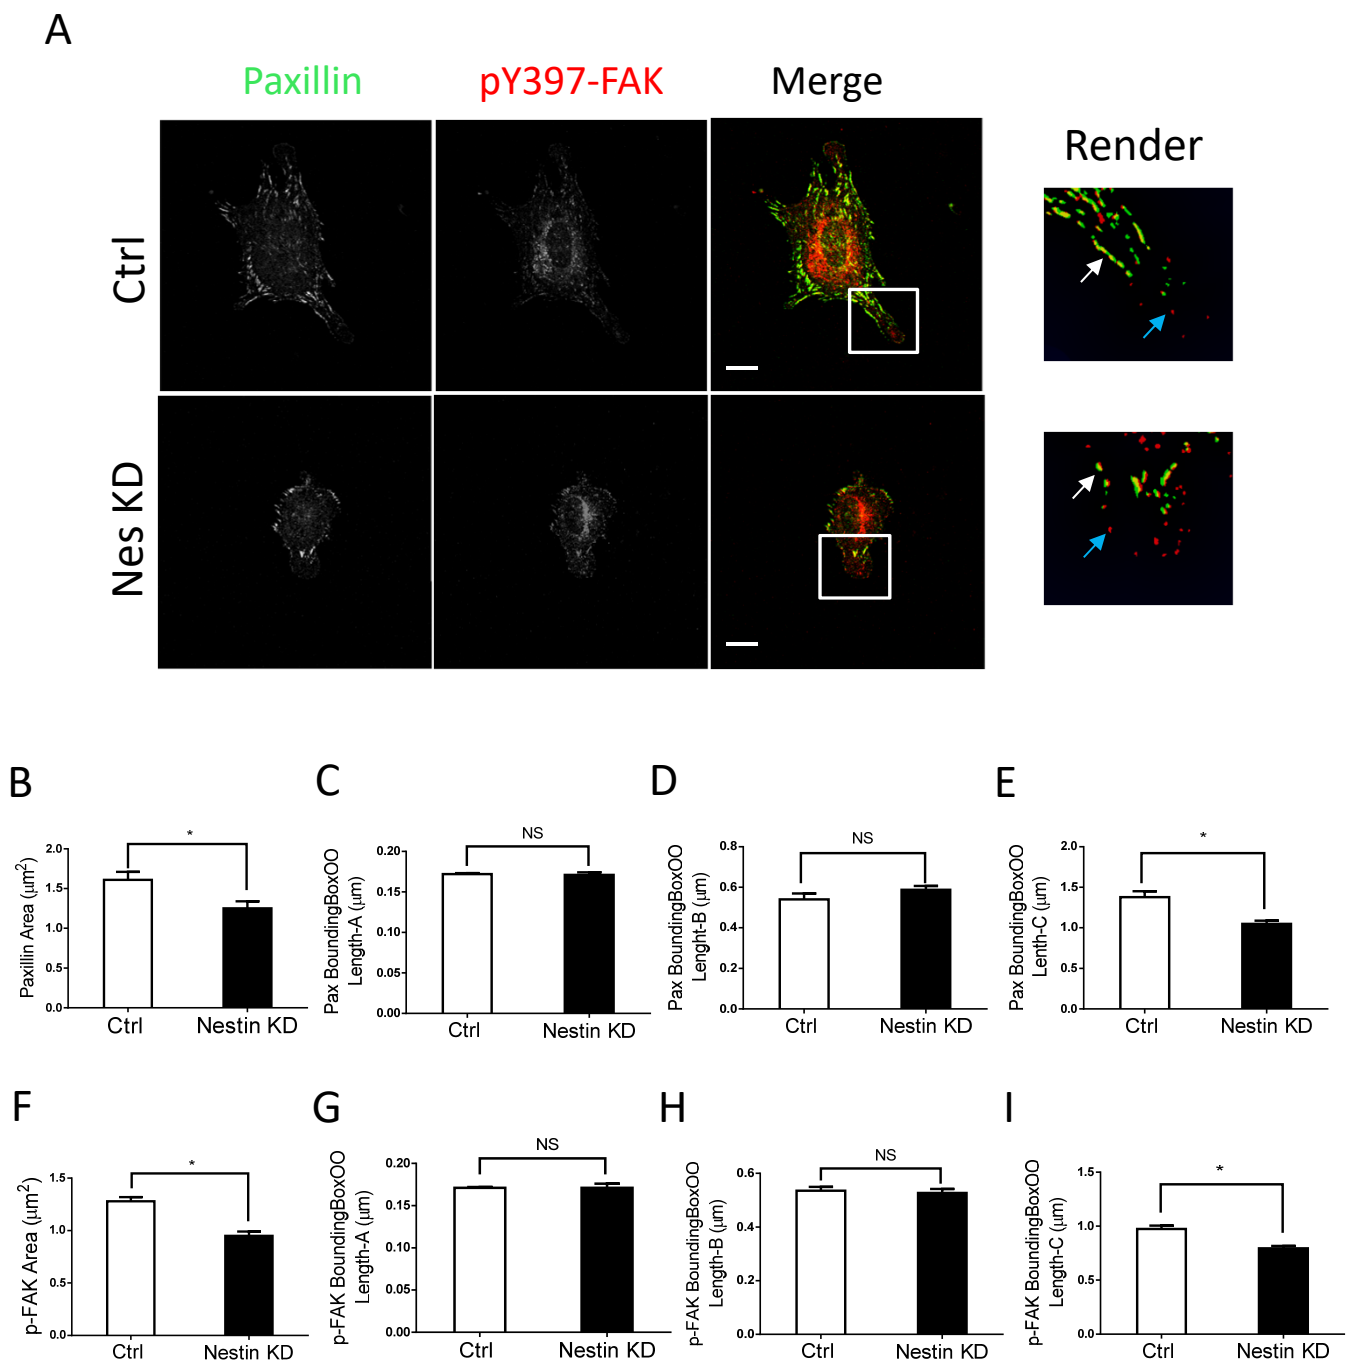 A
Paxillin
pY397-FAK
Merge
Render
Ctrl
Nes KD
B
*
Paxillin Area (μm²)
2.0
1.5
1.0
0.5
0.0
Ctrl
Nestin KD
C
NS
Pax BoundingBoxOO
Length-A (μm)
0.20
0.15
0.10
0.05
0.00
Ctrl
Nestin KD
D
NS
Pax BoundingBoxOO
Lenght-B (μm)
0.8
0.6
0.4
0.2
0.0
Ctrl
Nestin KD
E
*
Pax BoundingBoxOO
Lenth-C (μm)
2.0
1.5
1.0
0.5
0.0
Ctrl
Nestin KD
F
*
p-FAK Area (μm²)
1.5
1.0
0.5
0.0
Ctrl
Nestin KD
G
NS
p-FAK BoundingBoxOO
Length-A (μm)
0.20
0.15
0.10
0.05
0.00
Ctrl
Nestin KD
H
NS
p-FAK BoundingBoxOO
Length-B (μm)
0.6
0.4
0.2
0.0
Ctrl
Nestin KD
I
*
p-FAK BoundingBoxOO
Length-C (μm)
1.5
1.0
0.5
0.0
Ctrl
Nestin KD